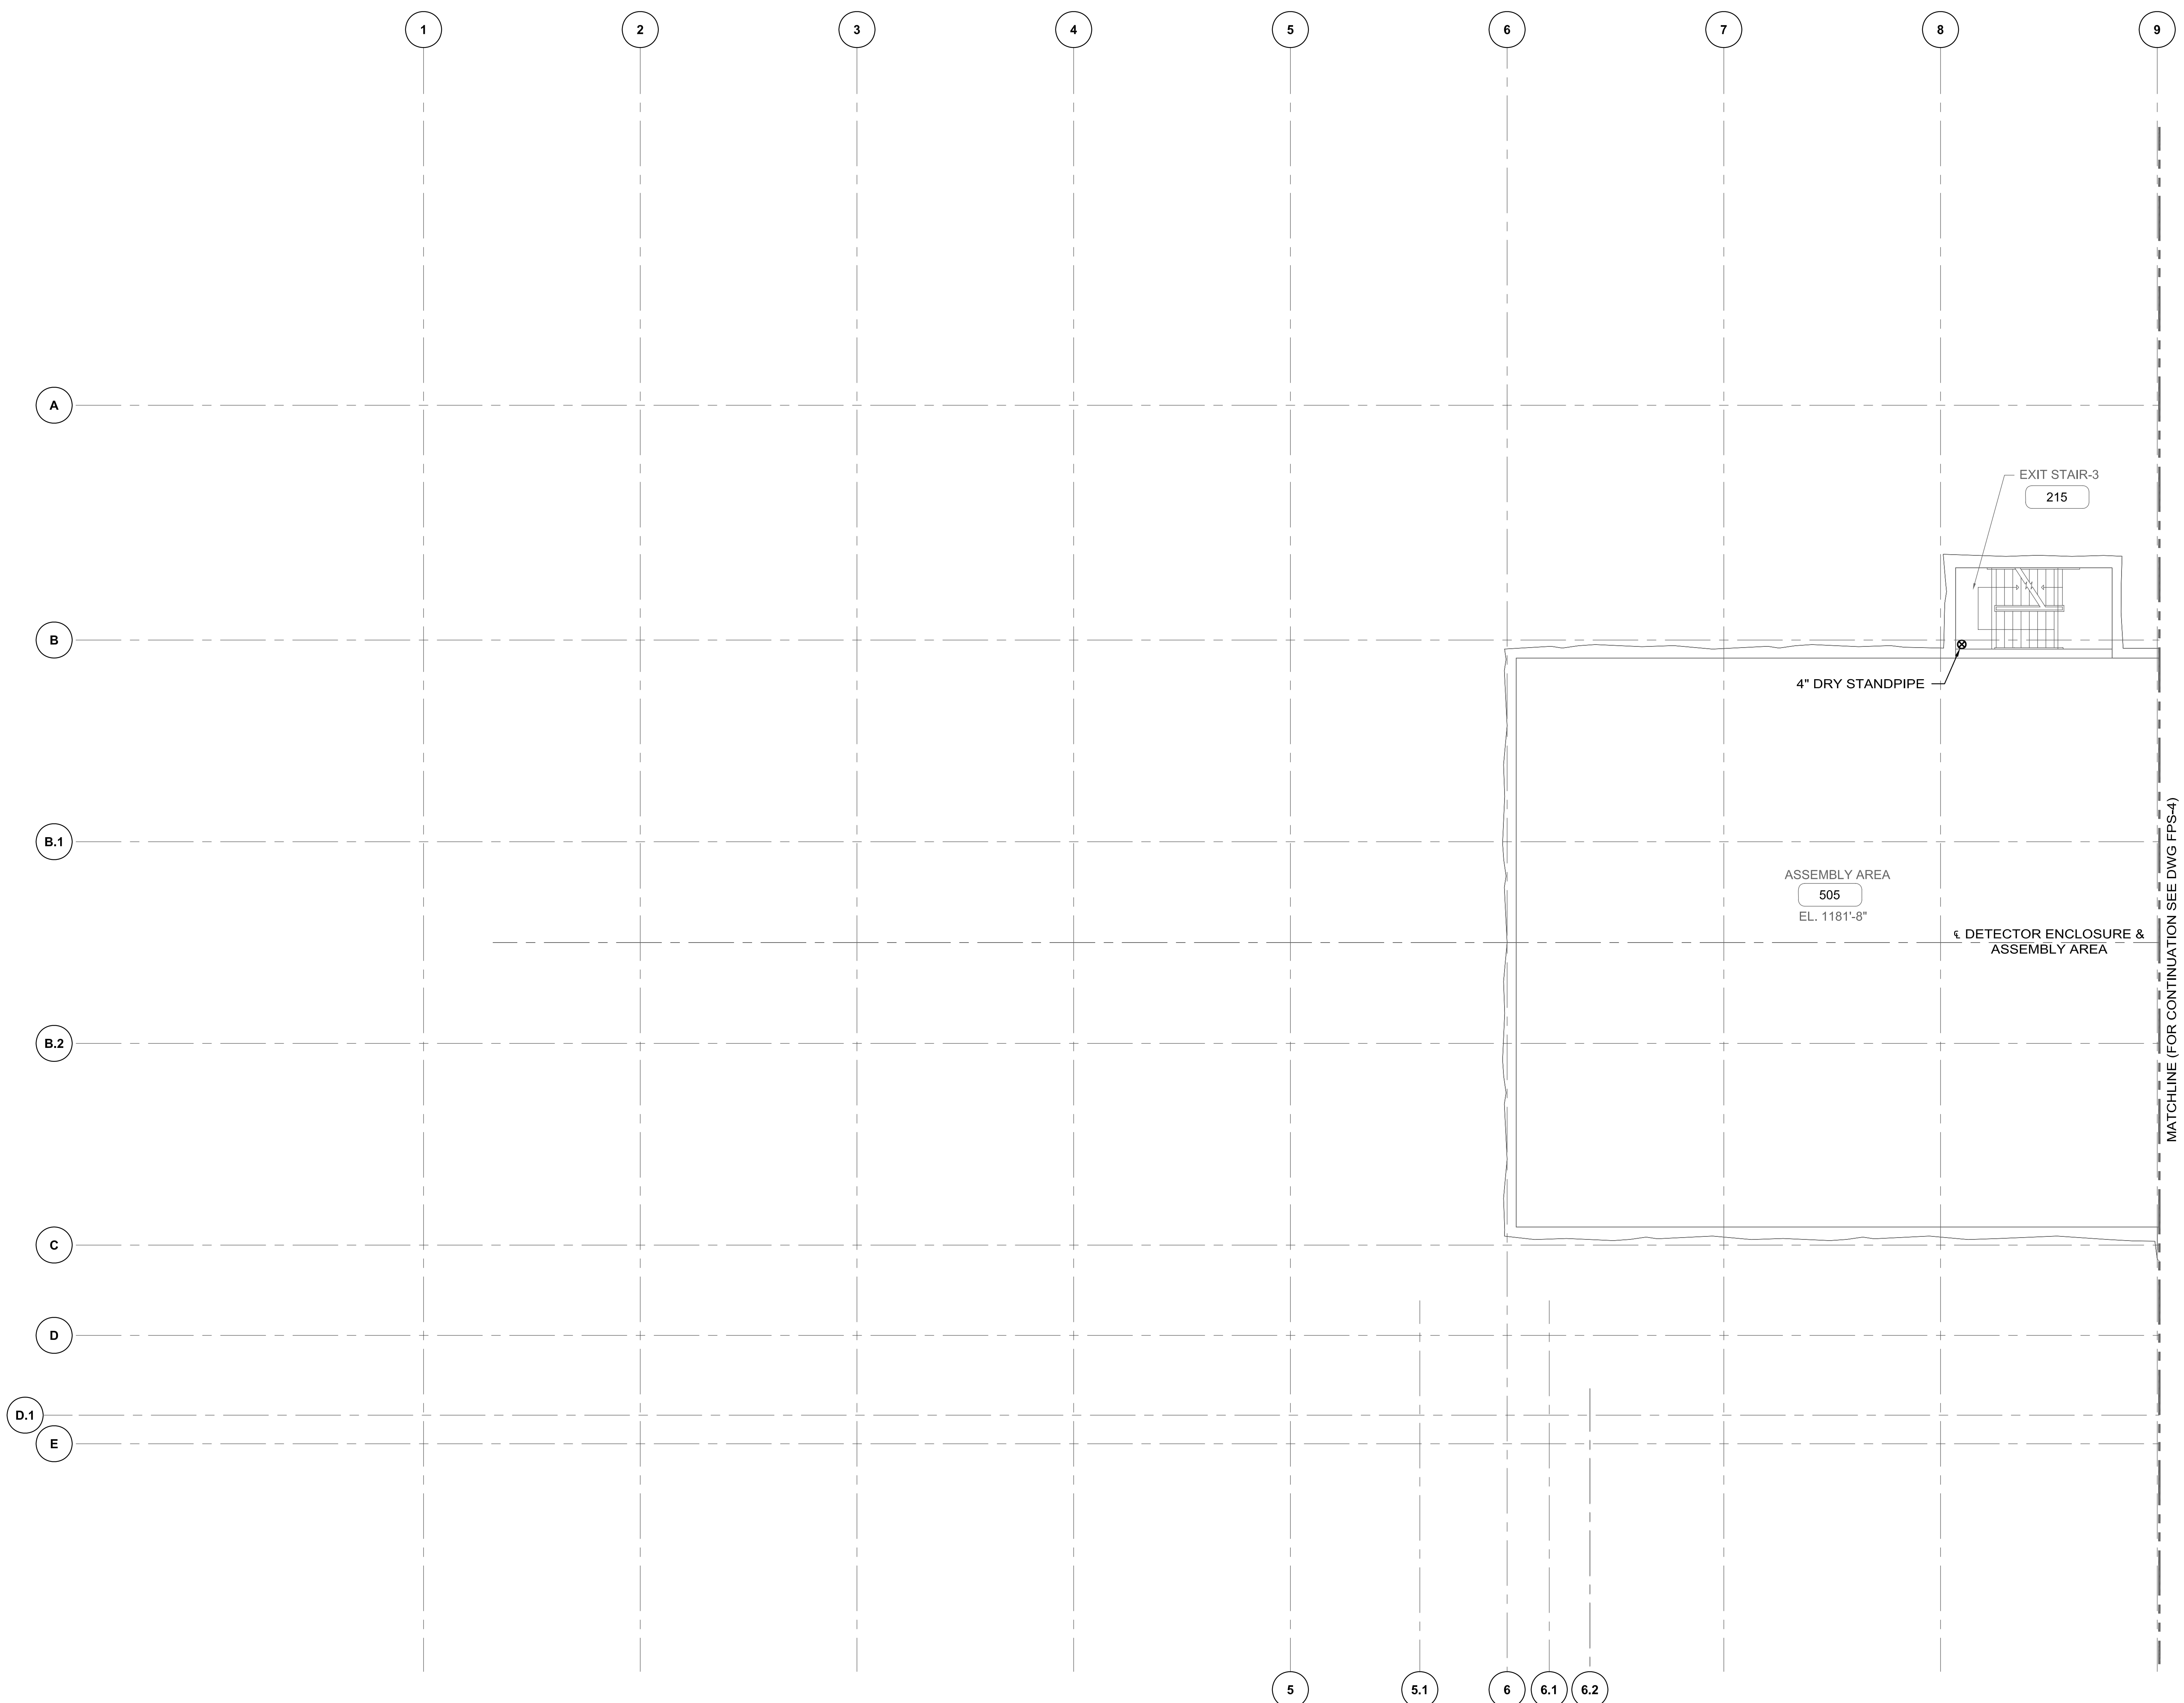 1 2 3 4 5 6 7 8 9
A
EXIT STAIR-3
215
B
4" DRY STANDPIPE
B.1
ASSEMBLY AREA
505
EL. 1181'-8"
℄ DETECTOR ENCLOSURE &
ASSEMBLY AREA
MATCHLINE (FOR CONTINUATION SEE DWG FPS-4)
B.2
C
D
D.1
E
5 5.1 6 6.1 6.2